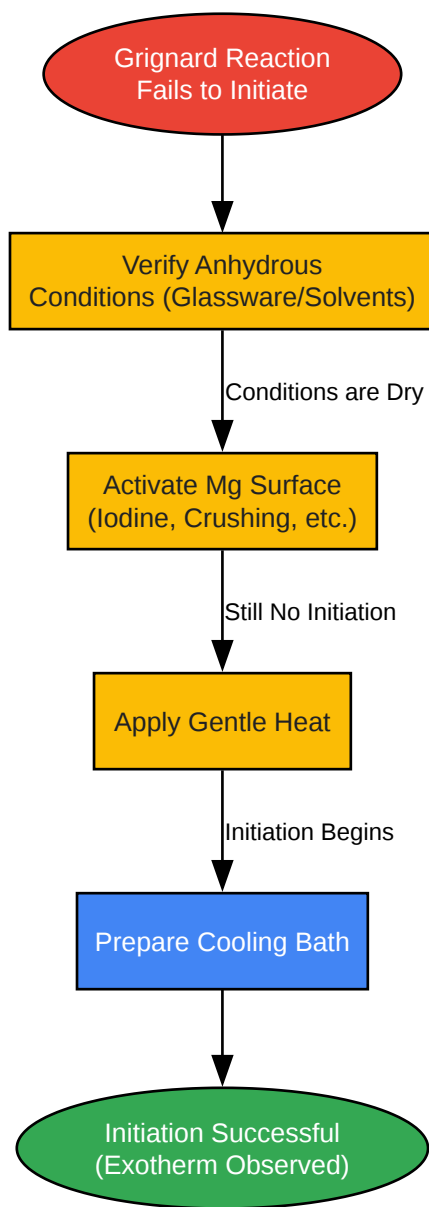 Grignard Reaction
Fails to Initiate
Verify Anhydrous
Conditions (Glassware/Solvents)
Conditions are Dry
Activate Mg Surface
(Iodine, Crushing, etc.)
Still No Initiation
Apply Gentle Heat
Initiation Begins
Prepare Cooling Bath
Initiation Successful
(Exotherm Observed)